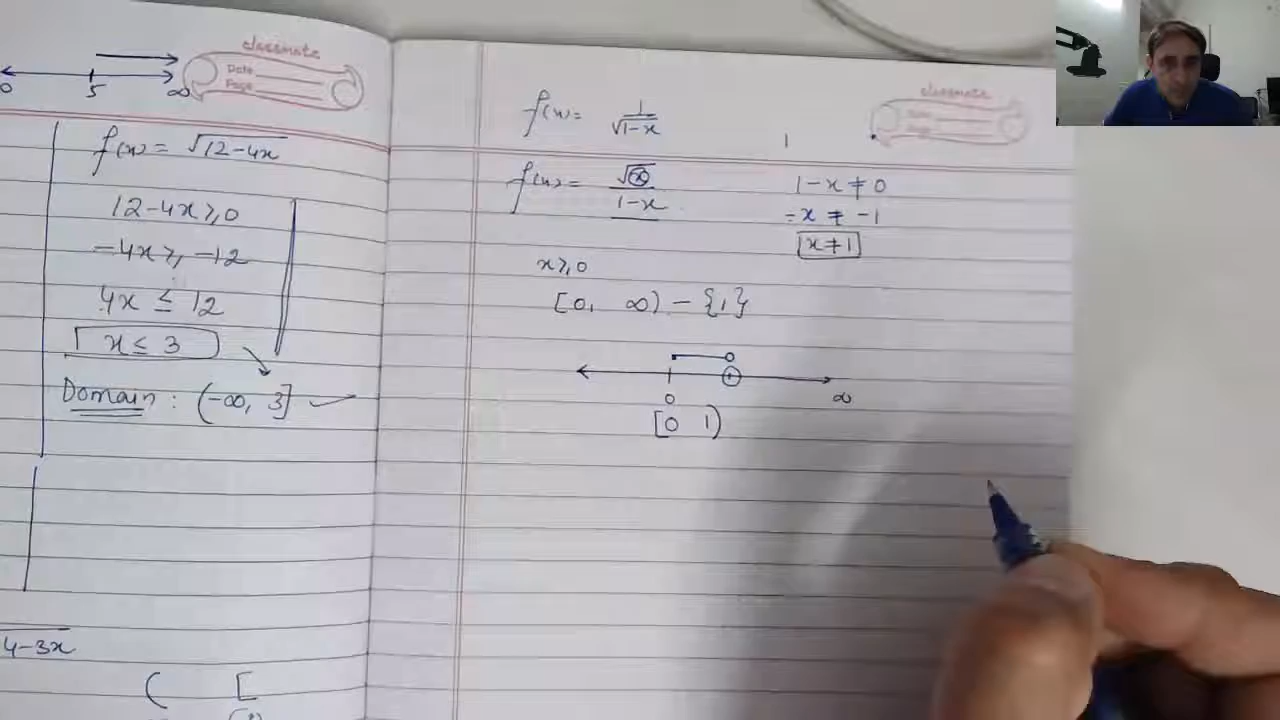 classmate
Date
Page
0 5 ∞
f(x) = √12-4x
12-4x ≥ 0
-4x ≥ -12
4x ≤ 12
x ≤ 3
Domain : (-∞, 3]
4-3x
( [
classmate
f(x) = 1/√1-x
1
f(x) = √x/1-x
1-x ≠ 0
-x ≠ -1
x ≠ 1
x ≥ 0
[0, ∞) - {1}
0 ∞
[0 1)